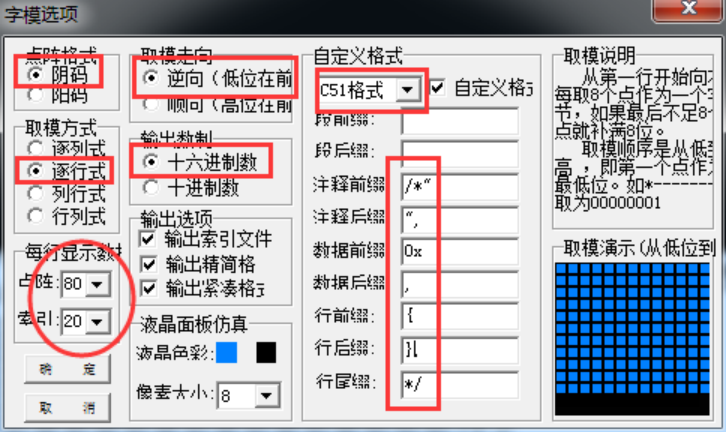 字模选项
点阵格式
阴码
阳码
取模方式
逐列式
逐行式
列行式
行列式
每行显示数据
点阵: 80
索引: 20
确 定
取 消
取模走向
逆向（低位在前
顺向（高位在前
输出数制
十六进制数
十进制数
输出选项
输出索引文件
输出精简格
输出紧凑格式
液晶面板仿真
液晶色彩:
像素大小: 8
自定义格式
C51格式
自定义格式
段前缀:
段后缀:
注释前缀: /*"
注释后缀: ",
数据前缀: 0x
数据后缀: ,
行前缀: {
行后缀: }
行尾缀: */
取模说明
从第一行开始向
每取8个点作为一个字
节，如果最后不足8
点就补满8位。
取模顺序是从低到
高，即第一个点作
最低位。如*-------
取为00000001
取模演示(从低位到